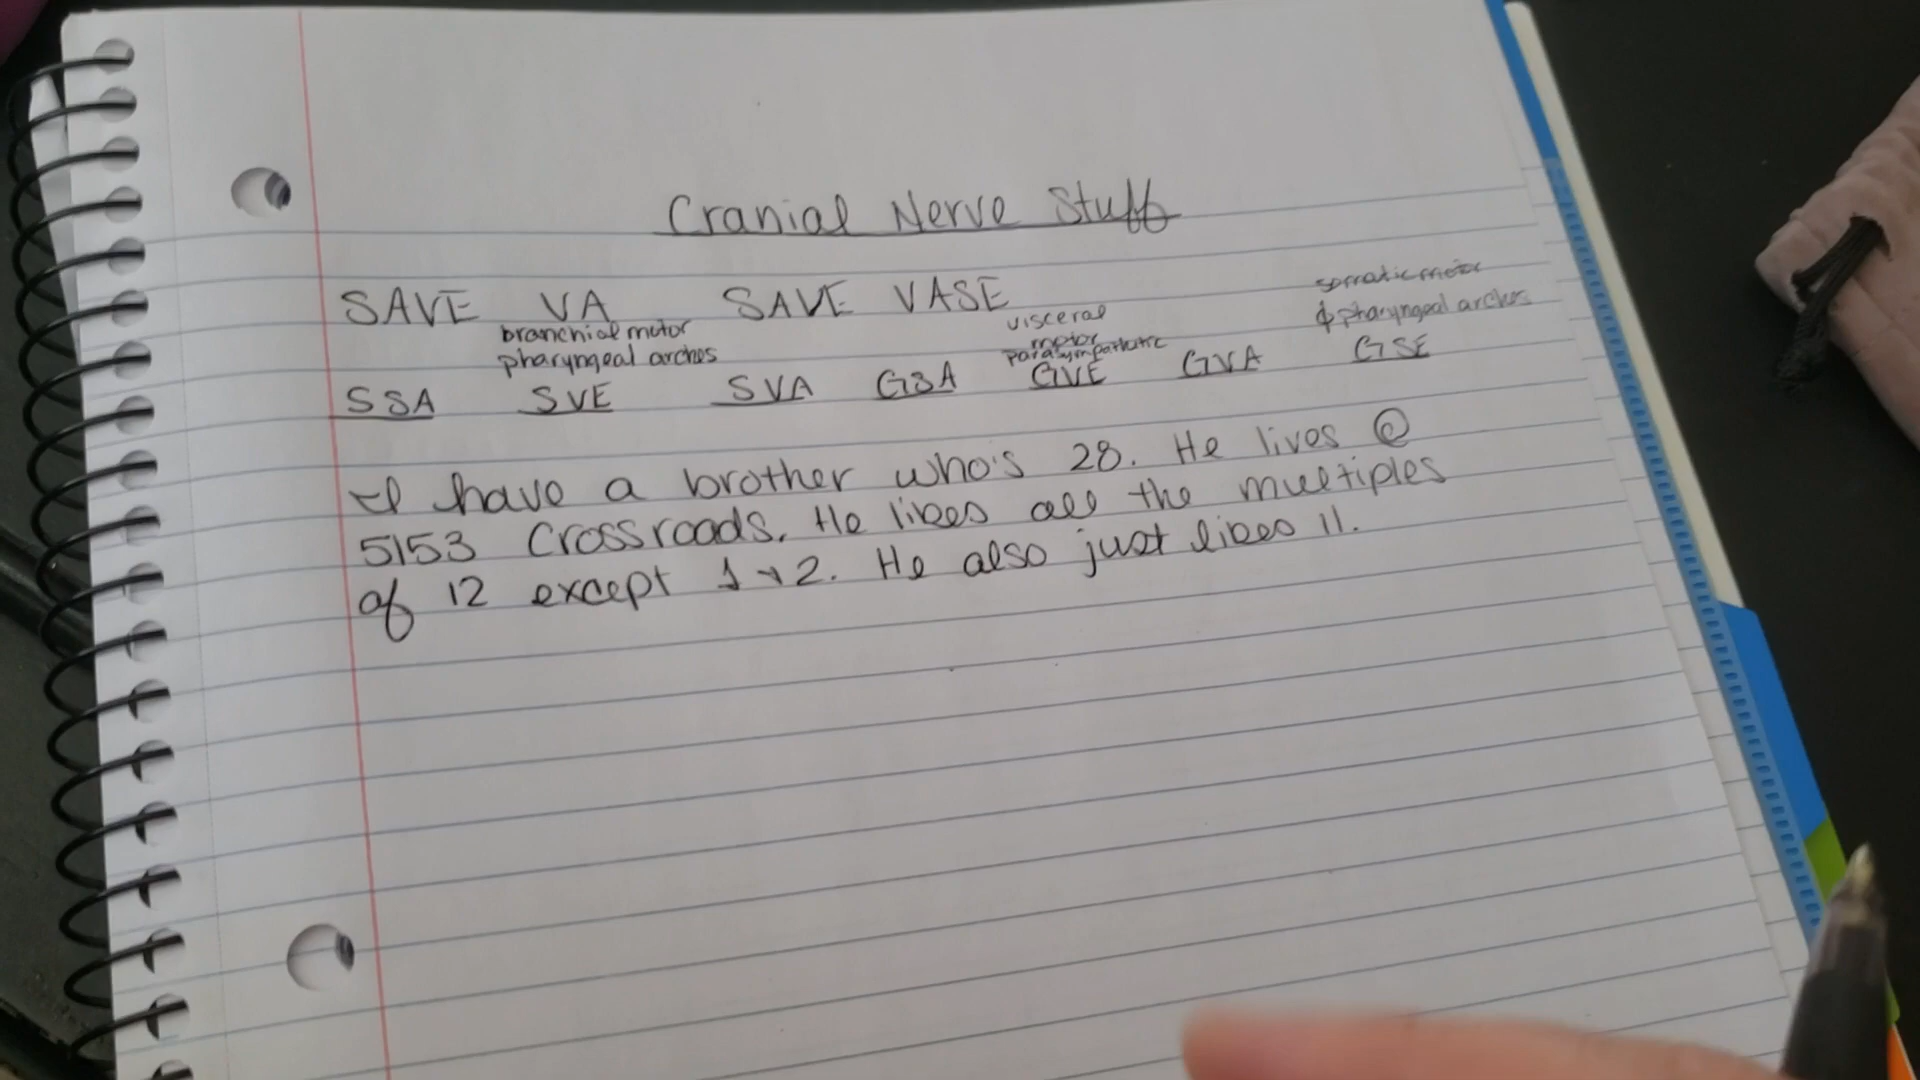 Cranial Nerve Stuff
SAVE VA SAVE VASE
branchial motor
pharyngeal arches
visceral
motor
parasympathetic
somatic motor
¢ pharyngeal arches
SSA SVE SVA GSA GVE GVA GSE
I have a brother who's 28. He lives @
5153 Crossroads. He likes all the multiples
of 12 except 1 + 2. He also just likes 11.